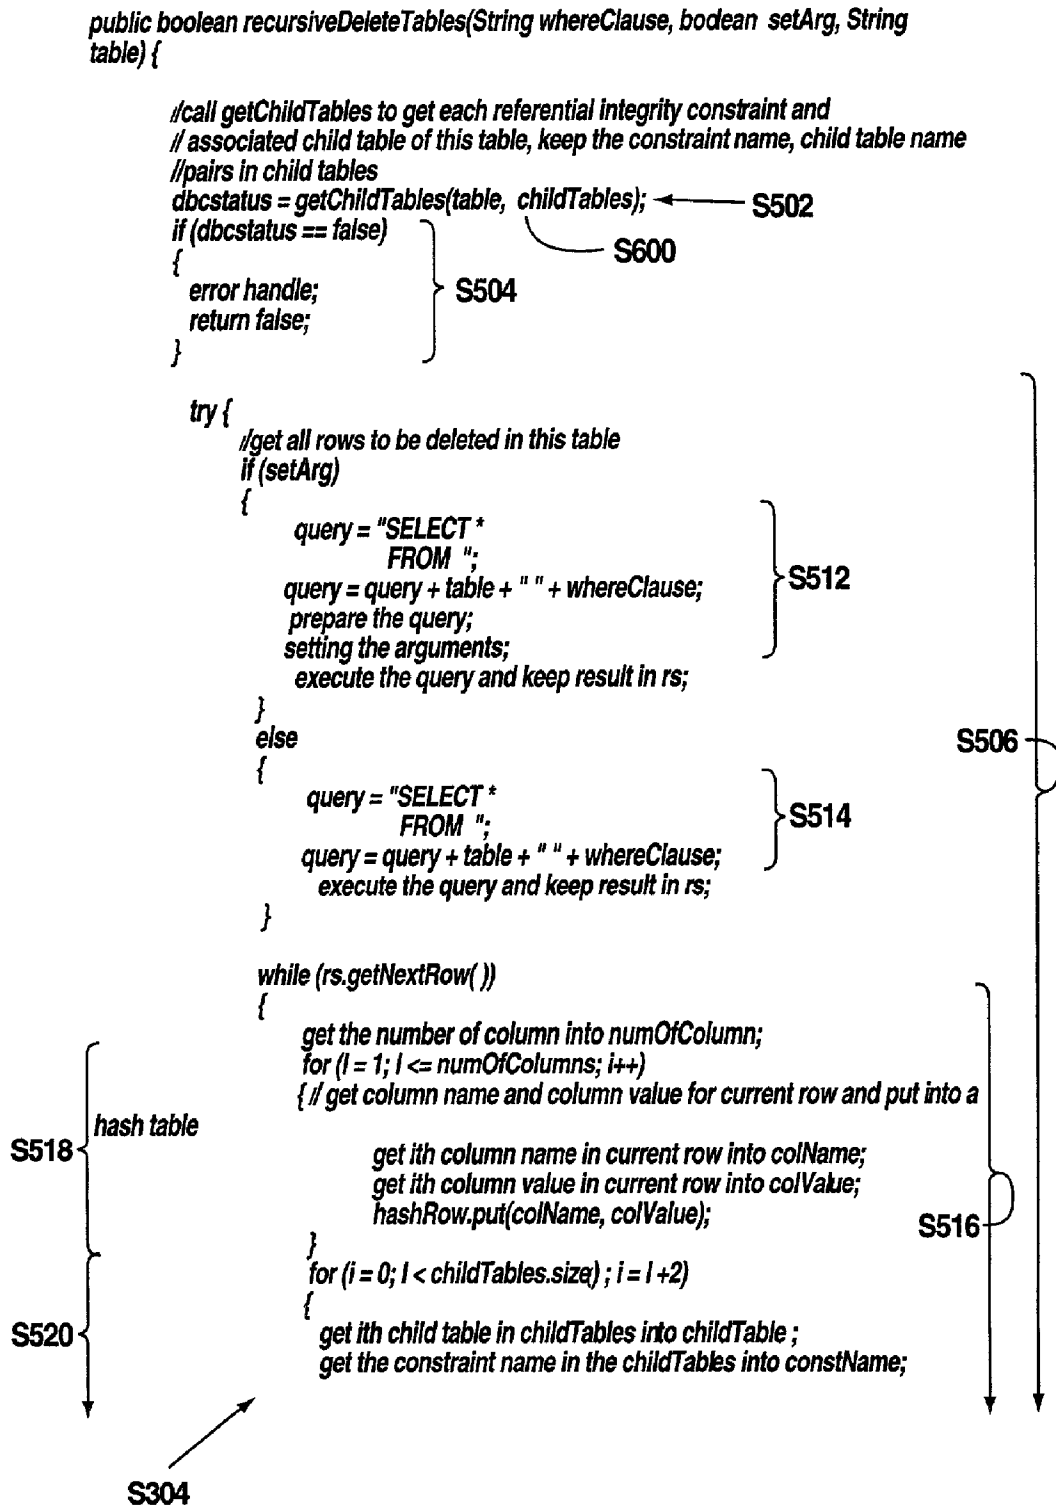 public boolean recursiveDeleteTables(String whereClause, bodean setArg, String
table) {
//call getChildTables to get each referential integrity constraint and
// associated child table of this table, keep the constraint name, child table name
//pairs in child tables
dbcstatus = getChildTables(table, childTables); S502
if (dbcstatus == false) S600
{
error handle; S504
return false;
}
try {
//get all rows to be deleted in this table
if (setArg)
{
query = "SELECT *
FROM ";
query = query + table + " " + whereClause; S512
prepare the query;
setting the arguments;
execute the query and keep result in rs;
}
else S506
{
query = "SELECT *
FROM "; S514
query = query + table + " " + whereClause;
execute the query and keep result in rs;
}
while (rs.getNextRow( ))
{
get the number of column into numOfColumn;
for (I = 1; I <= numOfColumns; i++)
{ // get column name and column value for current row and put into a
hash table
S518 get ith column name in current row into colName;
get ith column value in current row into colValue;
hashRow.put(colName, colValue); S516
}
for (i = 0; I < childTables.size() ; i = I +2)
{
S520 get ith child table in childTables into childTable ;
get the constraint name in the childTables into constName;
S304